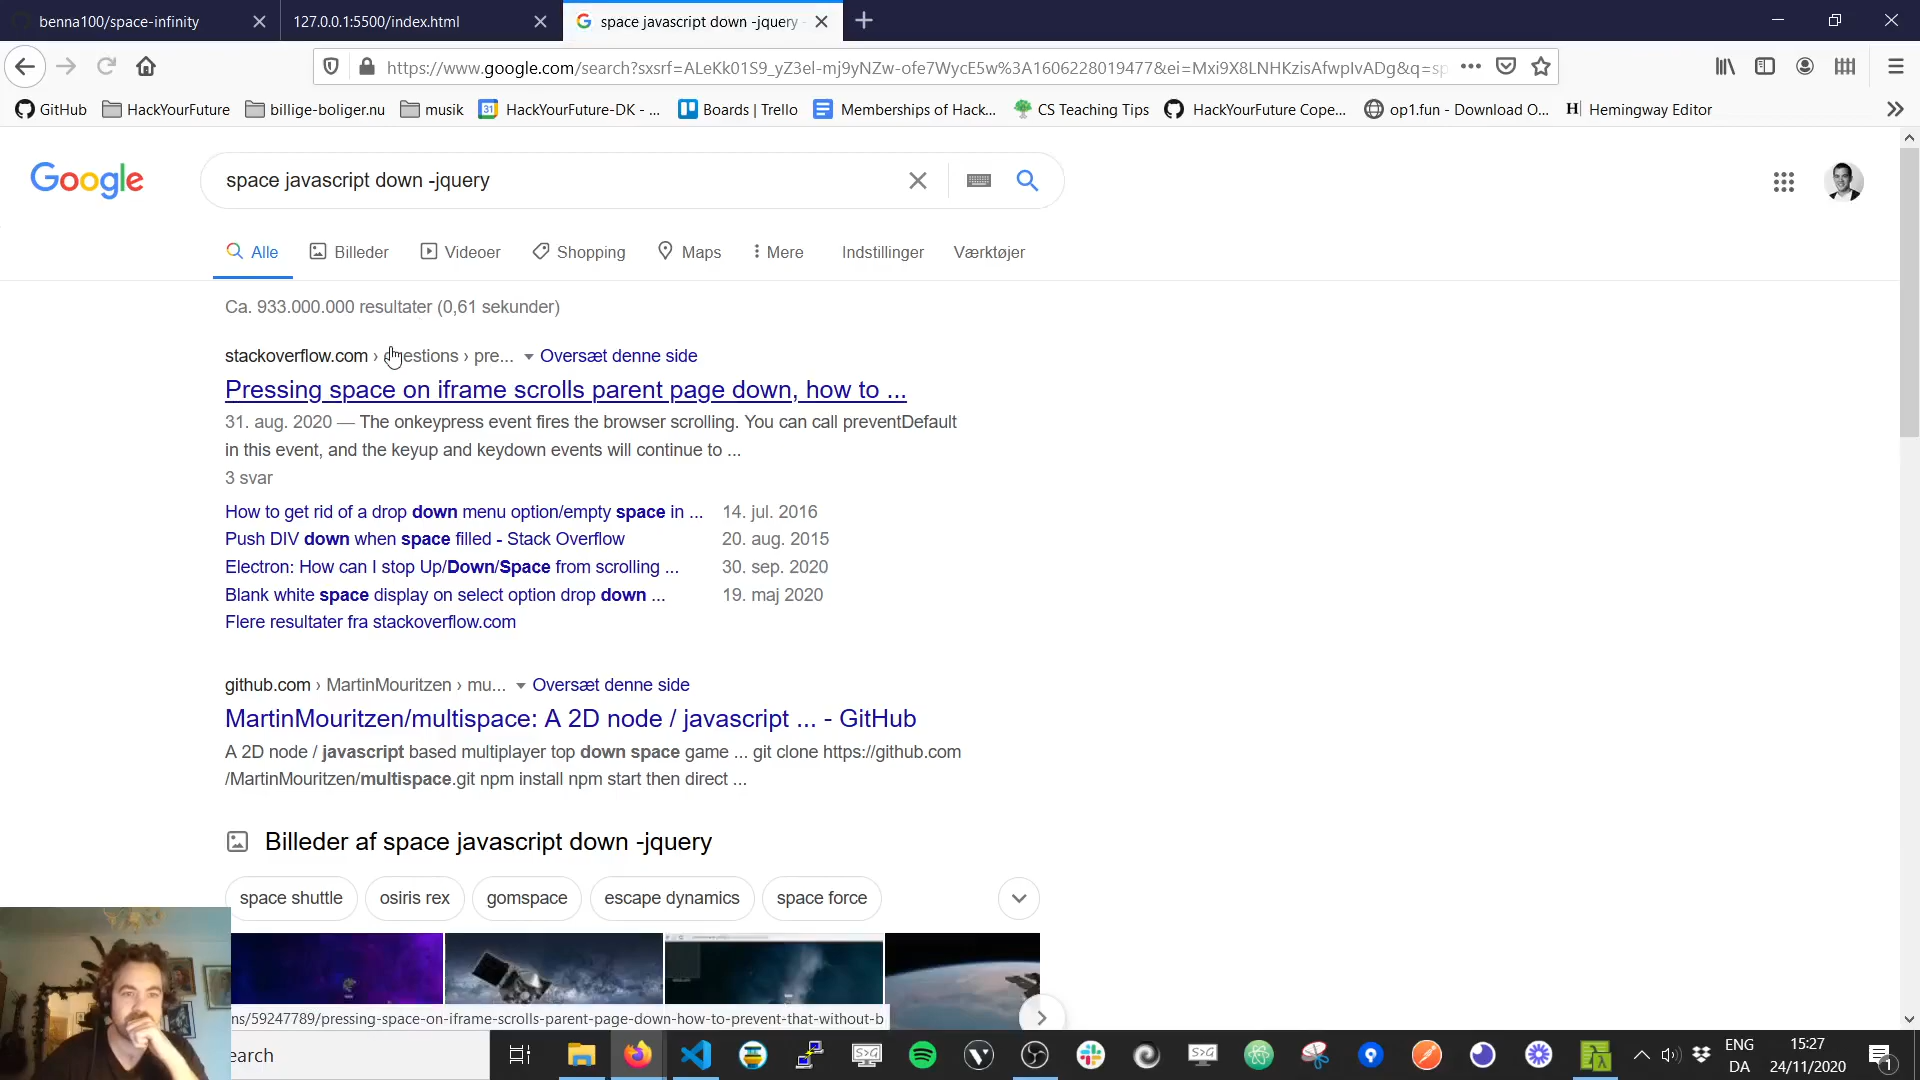 benna100/space-infinity
127.0.0.1:5500/index.html
space javascript down -jquery
https://www.google.com/search?sxsrf=ALeKk01S9_yZ3el-mj9yNZw-ofe7WycE5w%3A1606228019477&ei=Mxi9X8LNHKzisAfwpIvADg&q=sp
GitHub
HackYourFuture
billige-boliger.nu
musik
31
HackYourFuture-DK - ...
Boards | Trello
Memberships of Hack...
CS Teaching Tips
HackYourFuture Cope...
op1.fun - Download O...
H Hemingway Editor
Google
space javascript down -jquery
Alle
Billeder
Videoer
Shopping
Maps
Mere
Indstillinger
Værktøjer
Ca. 933.000.000 resultater (0,61 sekunder)
stackoverflow.com › questions › pre... Oversæt denne side
Pressing space on iframe scrolls parent page down, how to ...
31. aug. 2020 — The onkeypress event fires the browser scrolling. You can call preventDefault
in this event, and the keyup and keydown events will continue to ...
3 svar
How to get rid of a drop down menu option/empty space in ... 14. jul. 2016
Push DIV down when space filled - Stack Overflow 20. aug. 2015
Electron: How can I stop Up/Down/Space from scrolling ... 30. sep. 2020
Blank white space display on select option drop down ... 19. maj 2020
Flere resultater fra stackoverflow.com
github.com › MartinMouritzen › mu... Oversæt denne side
MartinMouritzen/multispace: A 2D node / javascript ... - GitHub
A 2D node / javascript based multiplayer top down space game ... git clone https://github.com
/MartinMouritzen/multispace.git npm install npm start then direct ...
Billeder af space javascript down -jquery
space shuttle
osiris rex
gomspace
escape dynamics
space force
ns/59247789/pressing-space-on-iframe-scrolls-parent-page-down-how-to-prevent-that-without-b
earch
ENG
DA
15:27
24/11/2020
1